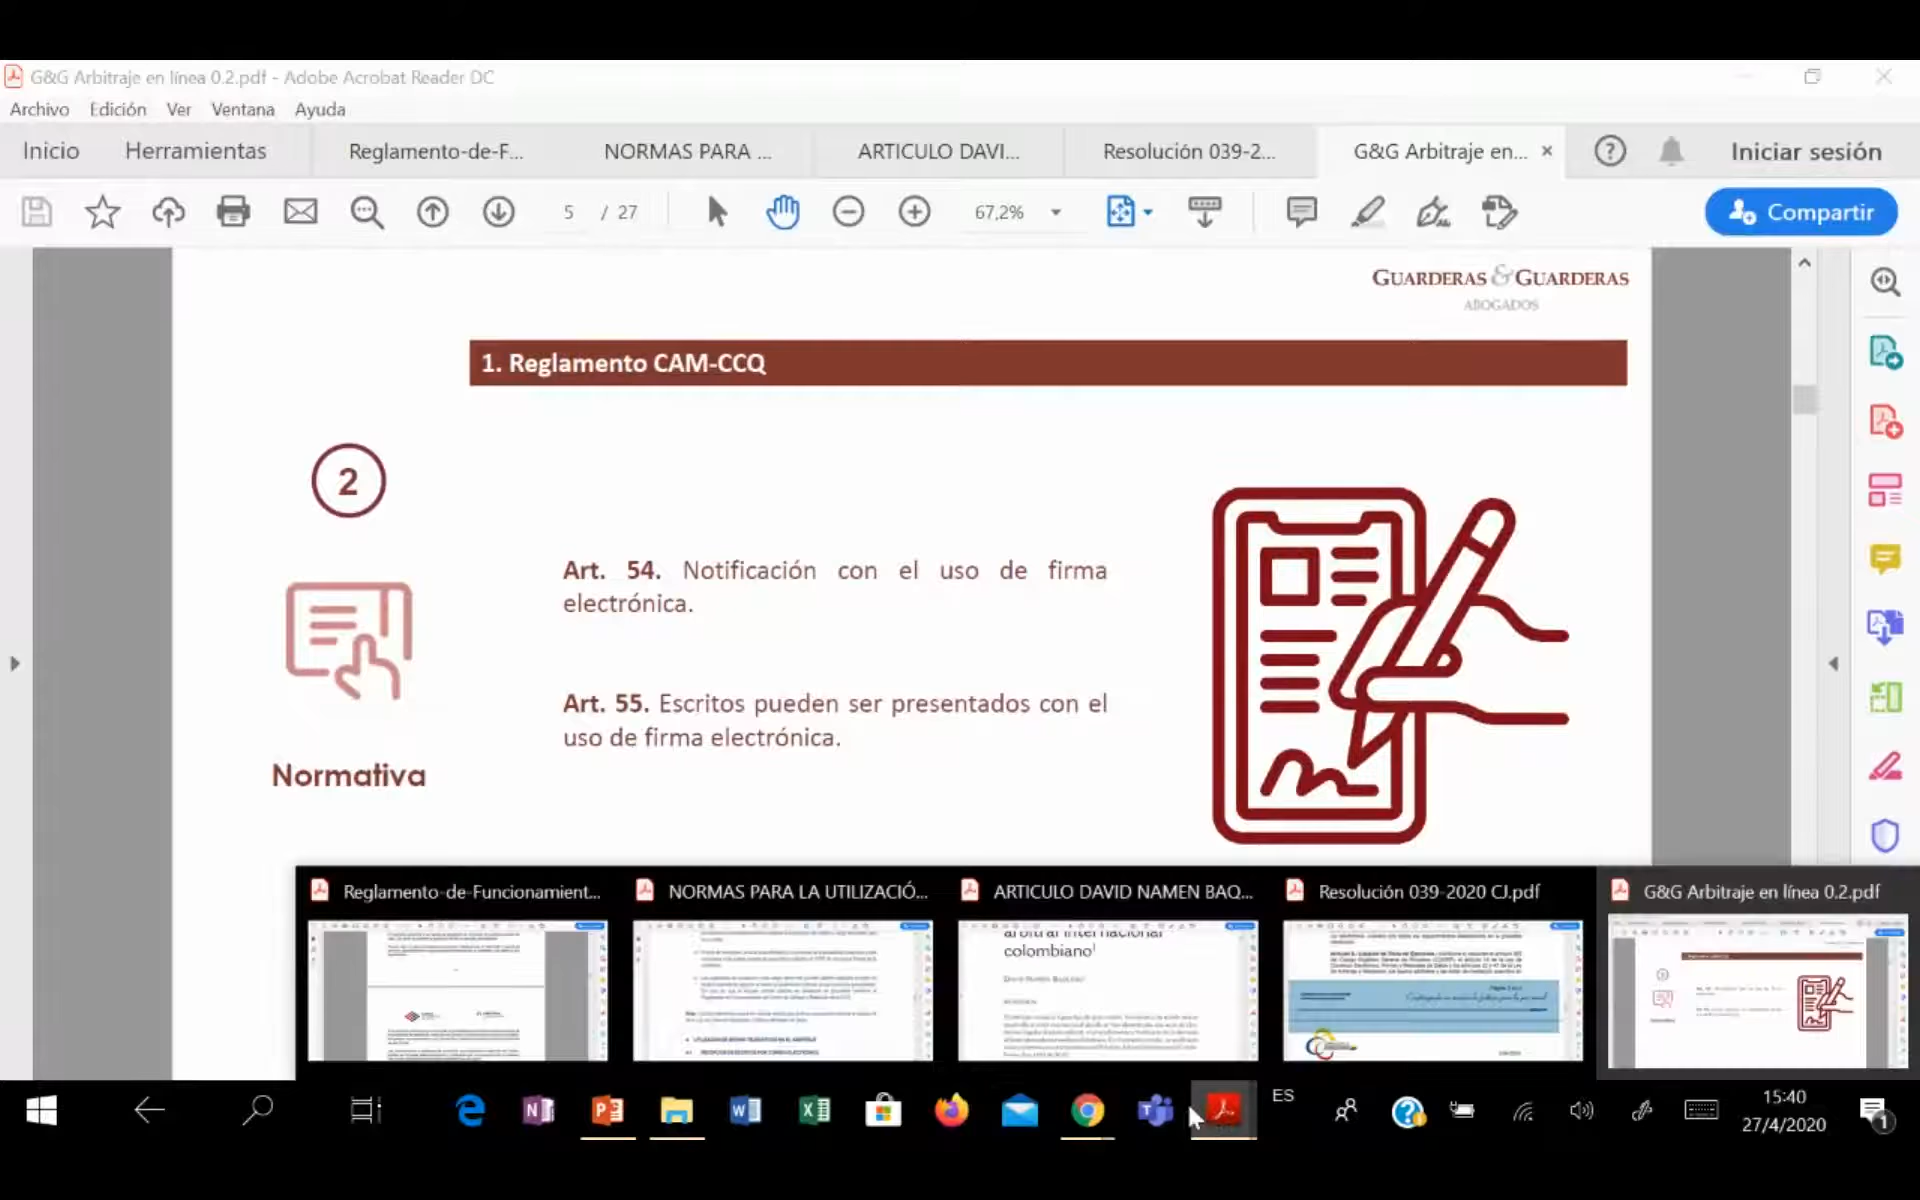 G&G Arbitraje en línea 0.2.pdf - Adobe Acrobat Reader DC
Archivo Edición Ver Ventana Ayuda
Inicio Herramientas Reglamento-de-F... NORMAS PARA ... ARTICULO DAVI... Resolución 039-2... G&G Arbitraje en... Iniciar sesión
5 / 27 67,2% Compartir
GUARDERAS & GUARDERAS
ABOGADOS
1. Reglamento CAM-CCQ
2
Art. 54. Notificación con el uso de firma
electrónica.
Art. 55. Escritos pueden ser presentados con el
uso de firma electrónica.
Normativa
Reglamento-de-Funcionamient... NORMAS PARA LA UTILIZACIÓ... ARTICULO DAVID NAMEN BAQ... Resolución 039-2020 CJ.pdf G&G Arbitraje en línea 0.2.pdf
arbitral internacional
colombiano¹
ES
15:40
27/4/2020
1